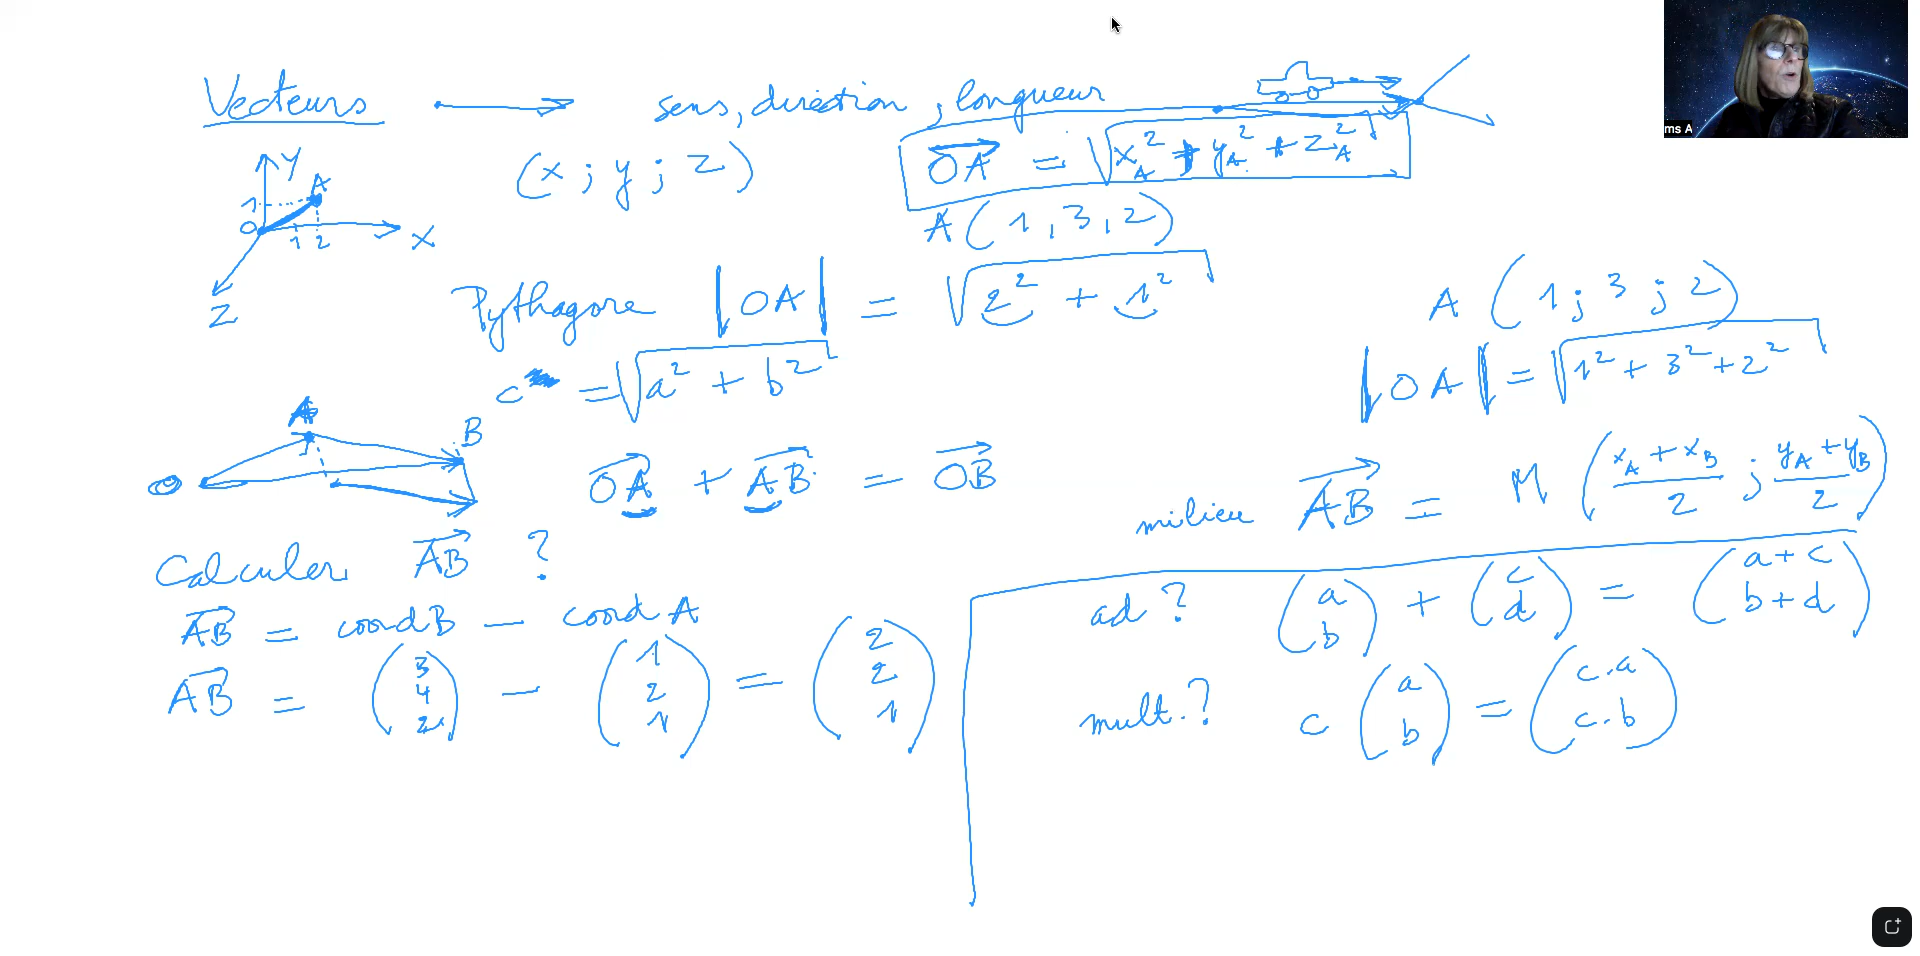 Vecteurs → sens, direction, longueur
(x ; y ; z)
Y
A
1
O
1 2
X
Z
OA = √(x_A² + y_A² + z_A²)
A (1, 3, 2)
Pythagore |OA| = √(2² + 1²)
c = √(a² + b²)
A (1 ; 3 ; 2)
|OA| = √(1² + 3² + 2²)
A
B
O
OA + AB = OB
milieu AB = M ((x_A + x_B)/2 ; (y_A + y_B)/2)
Calculer AB ?
AB = coord B − coord A
AB = (3 4 2) − (1 2 1) = (2 2 1)
ad ? (a b) + (c d) = (a + c b + d)
mult. ? c (a b) = (c . a c . b)
ms A